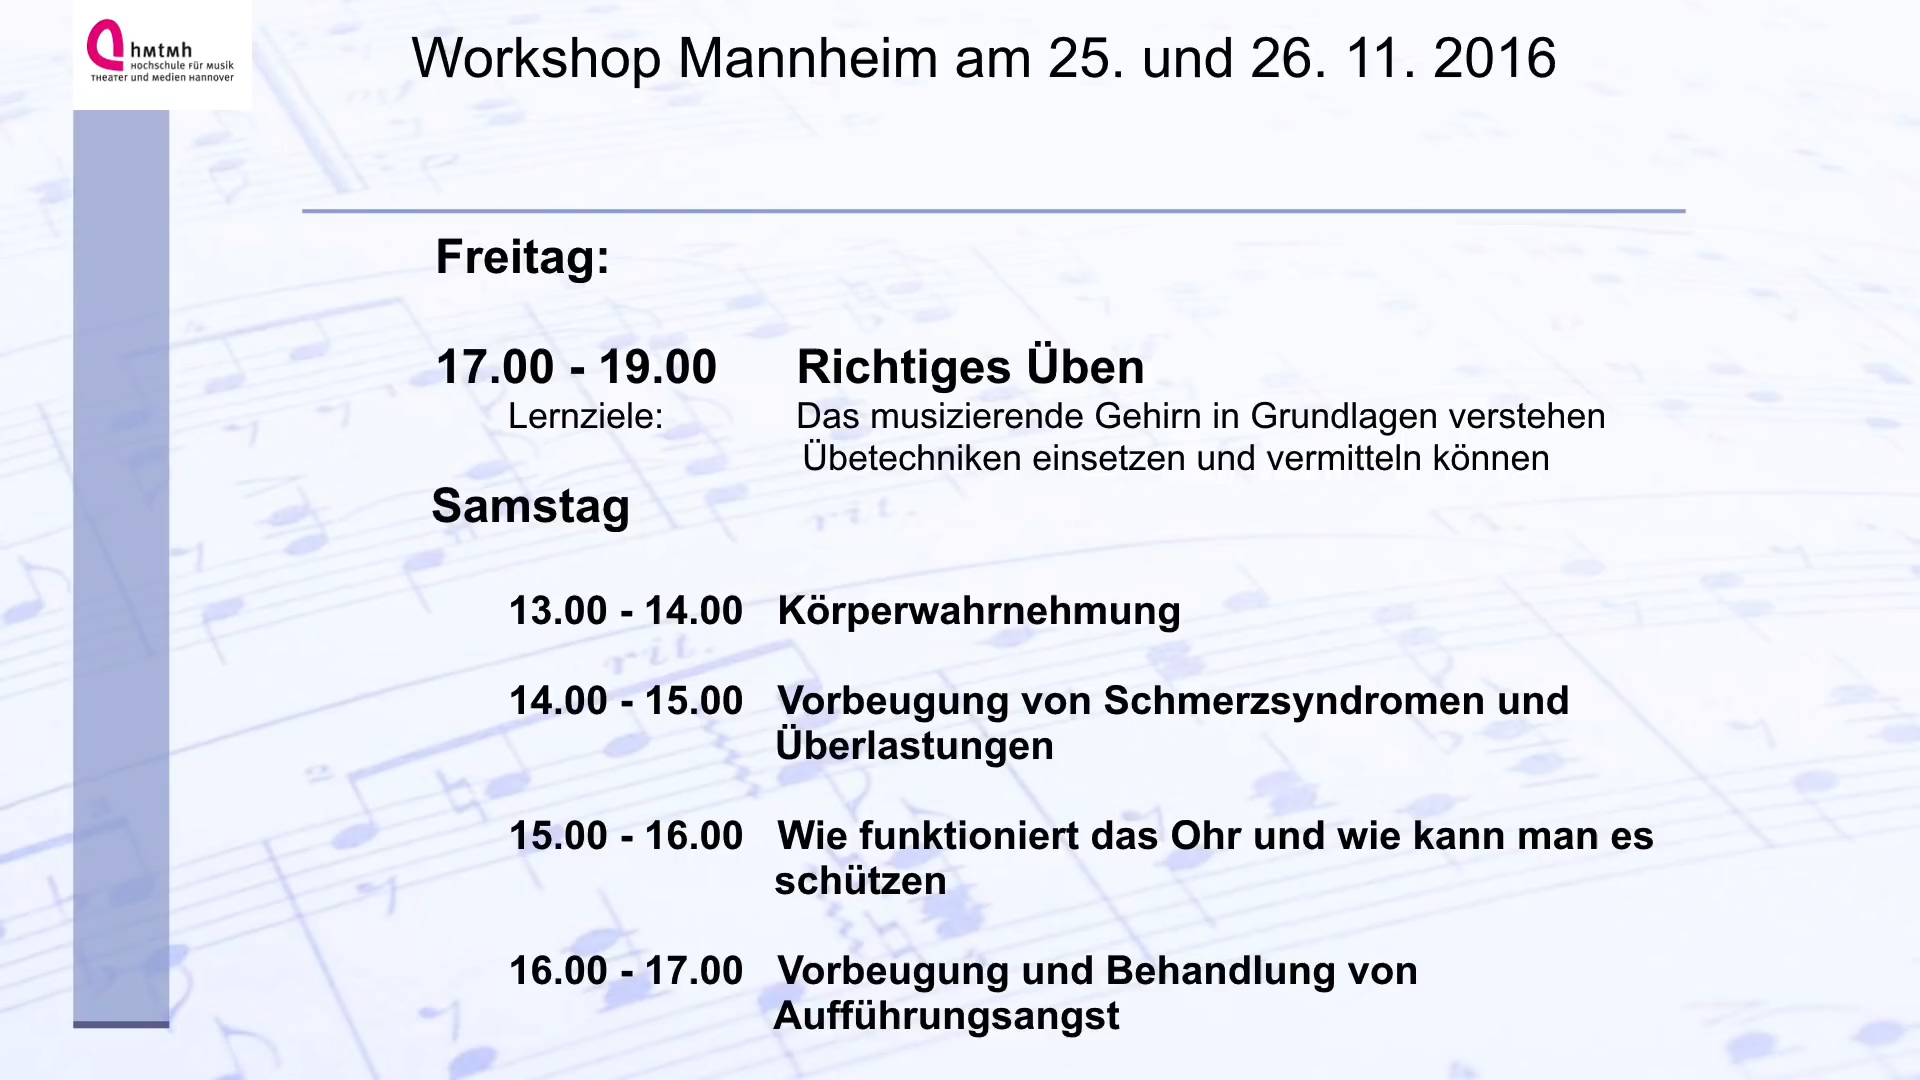 hmtmh
Hochschule für Musik
Theater und Medien Hannover
Workshop Mannheim am 25. und 26. 11. 2016
Freitag:
17.00 - 19.00 Richtiges Üben
Lernziele: Das musizierende Gehirn in Grundlagen verstehen
Übetechniken einsetzen und vermitteln können
Samstag
rit.
13.00 - 14.00 Körperwahrnehmung
rit.
14.00 - 15.00 Vorbeugung von Schmerzsyndromen und
Überlastungen
2
15.00 - 16.00 Wie funktioniert das Ohr und wie kann man es
schützen
16.00 - 17.00 Vorbeugung und Behandlung von
Aufführungsangst